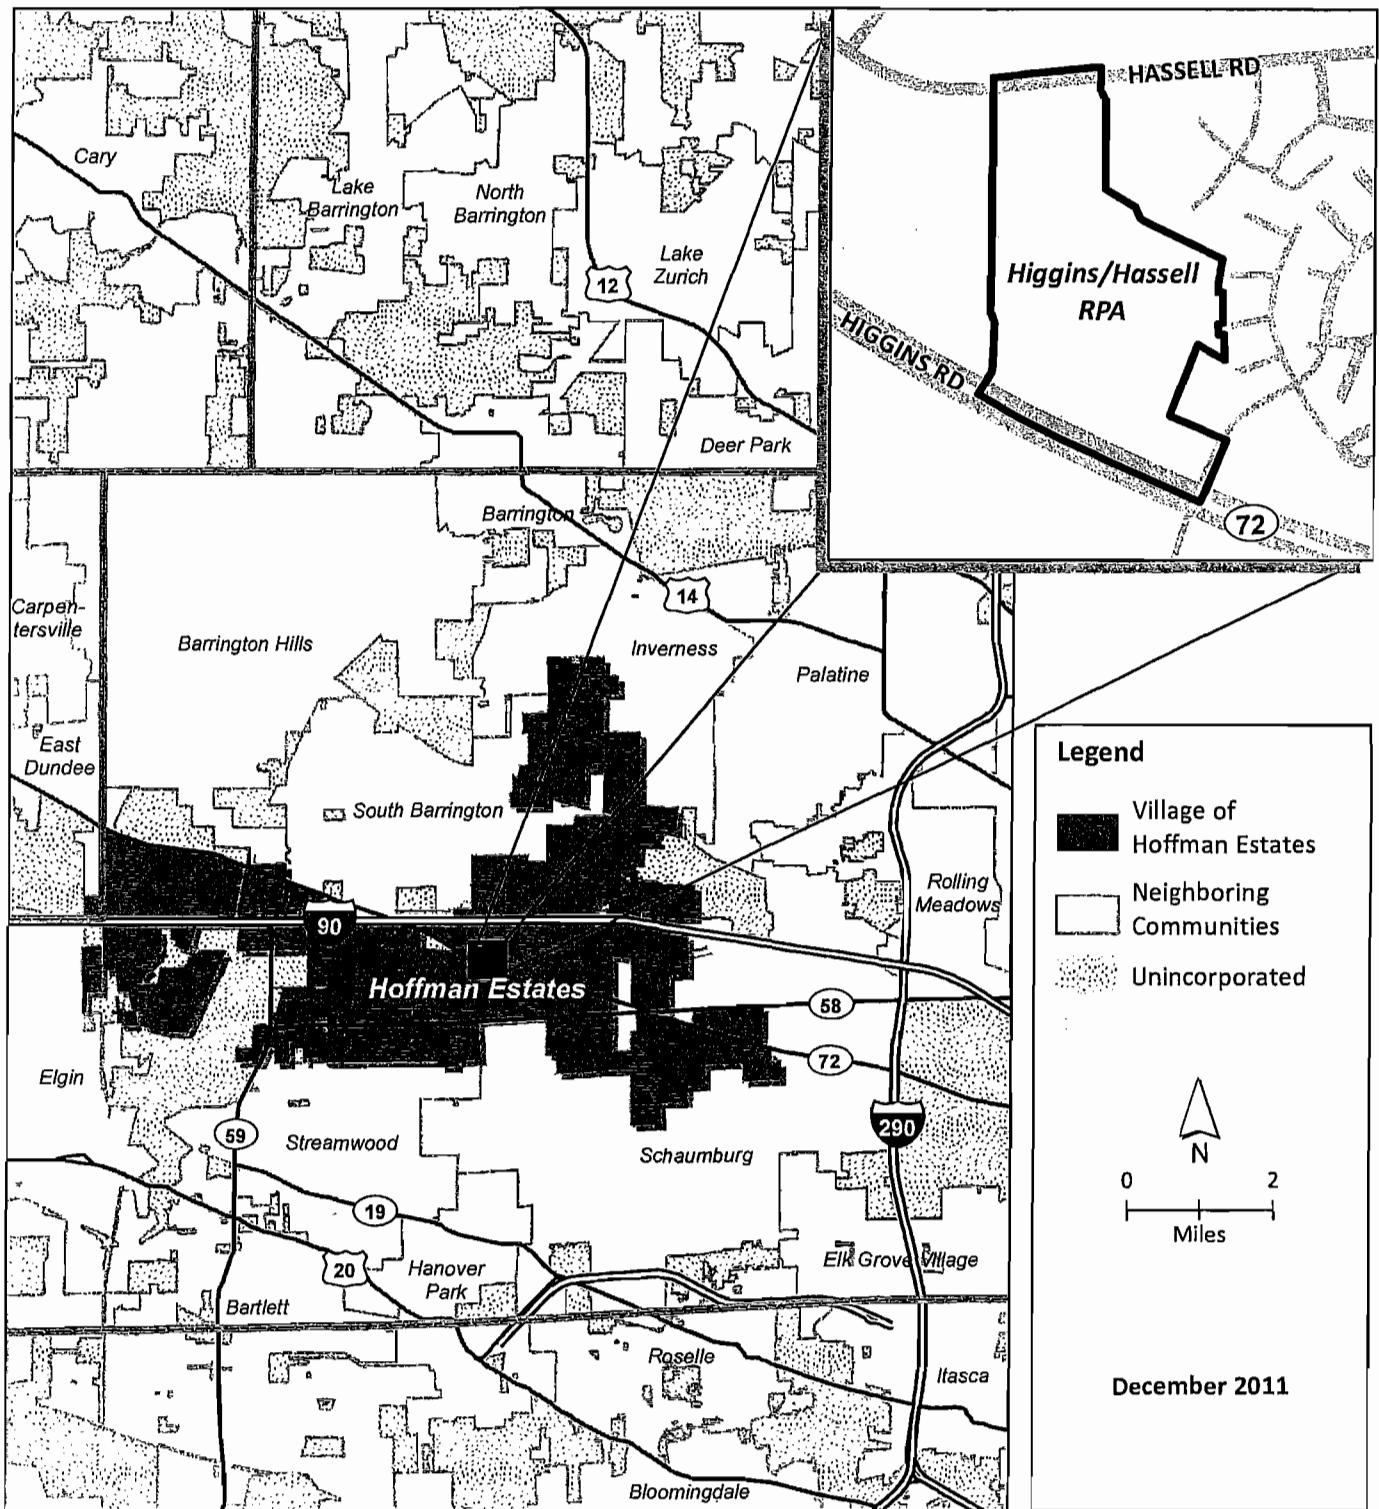 HASSELL RD
Higgins/Hassell
RPA
HIGGINS RD
72
Cary
Lake
Barrington
North
Barrington
12
Lake
Zurich
Deer Park
Barrington
14
Carpen-
tersville
Barrington Hills
Inverness
Palatine
East
Dundee
South Barrington
Rolling
Meadows
90
Hoffman Estates
58
72
Elgin
59
Streamwood
290
Schaumburg
19
20
Hanover
Park
Elk Grove Village
Bartlett
Roselle
Itasca
Bloomingdale
Legend
Village of
Hoffman Estates
Neighboring
Communities
Unincorporated
N
0 2
Miles
December 2011